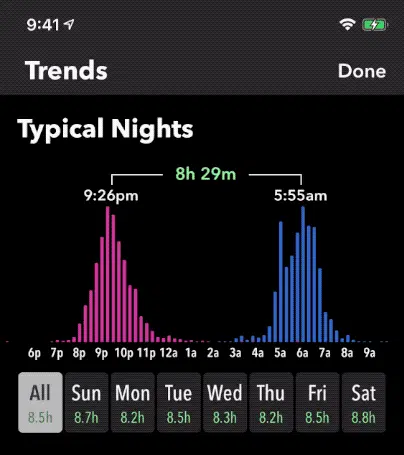 9:41
Trends Done
Typical Nights
8h 29m
9:26pm 5:55am
6p 7p 8p 9p 10p 11p 12a 1a 2a 3a 4a 5a 6a 7a 8a 9a
All Sun Mon Tue Wed Thu Fri Sat
8.5h 8.7h 8.2h 8.5h 8.3h 8.2h 8.5h 8.8h